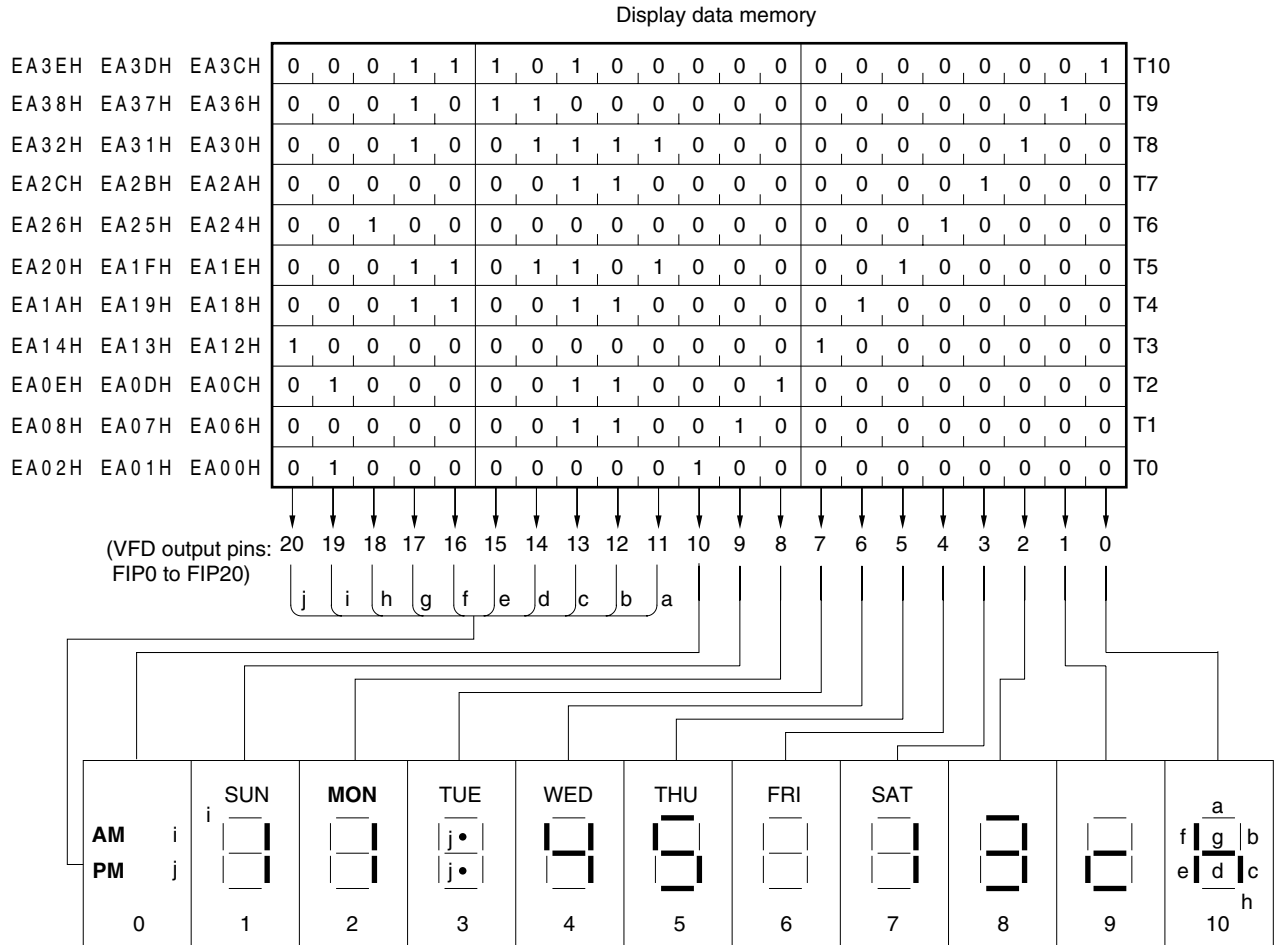 Display data memory
EA3EH EA3DH EA3CH 0 0 0 1 1 1 0 1 0 0 0 0 0 0 0 0 0 0 0 0 1 T10
EA38H EA37H EA36H 0 0 0 1 0 1 1 0 0 0 0 0 0 0 0 0 0 0 0 1 0 T9
EA32H EA31H EA30H 0 0 0 1 0 0 1 1 1 1 0 0 0 0 0 0 0 0 1 0 0 T8
EA2CH EA2BH EA2AH 0 0 0 0 0 0 0 1 1 0 0 0 0 0 0 0 0 1 0 0 0 T7
EA26H EA25H EA24H 0 0 1 0 0 0 0 0 0 0 0 0 0 0 0 0 1 0 0 0 0 T6
EA20H EA1FH EA1EH 0 0 0 1 1 0 1 1 0 1 0 0 0 0 0 1 0 0 0 0 0 T5
EA1AH EA19H EA18H 0 0 0 1 1 0 0 1 1 0 0 0 0 0 1 0 0 0 0 0 0 T4
EA14H EA13H EA12H 1 0 0 0 0 0 0 0 0 0 0 0 0 1 0 0 0 0 0 0 0 T3
EA0EH EA0DH EA0CH 0 1 0 0 0 0 0 1 1 0 0 0 1 0 0 0 0 0 0 0 0 T2
EA08H EA07H EA06H 0 0 0 0 0 0 0 1 1 0 0 1 0 0 0 0 0 0 0 0 0 T1
EA02H EA01H EA00H 0 1 0 0 0 0 0 0 0 0 1 0 0 0 0 0 0 0 0 0 0 T0
(VFD output pins: 20 19 18 17 16 15 14 13 12 11 10 9 8 7 6 5 4 3 2 1 0
FIP0 to FIP20)
j i h g f e d c b a
SUN MON TUE WED THU FRI SAT
i
a
AM i j f g b
PM j j e d c
h
0 1 2 3 4 5 6 7 8 9 10